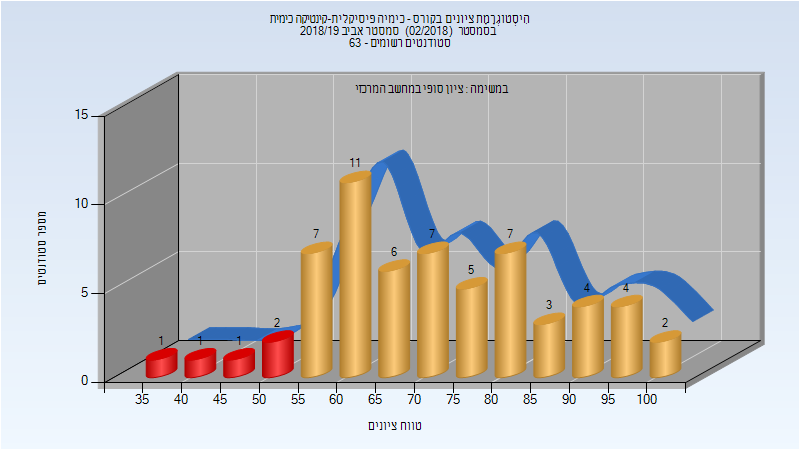 היסטוגרמת ציונים בקורס - כימיה פיסיקלית-קינטיקה כימית
בסמסטר (02/2018) סמסטר אביב 2018/19
סטודנטים רשומים - 63
במשימה : ציון סופי במחשב המרכזי
מספר סטודנטים
15
10
5
0
1
1
1
2
7
11
6
7
5
7
3
4
4
2
35 40 45 50 55 60 65 70 75 80 85 90 95 100
טווח ציונים